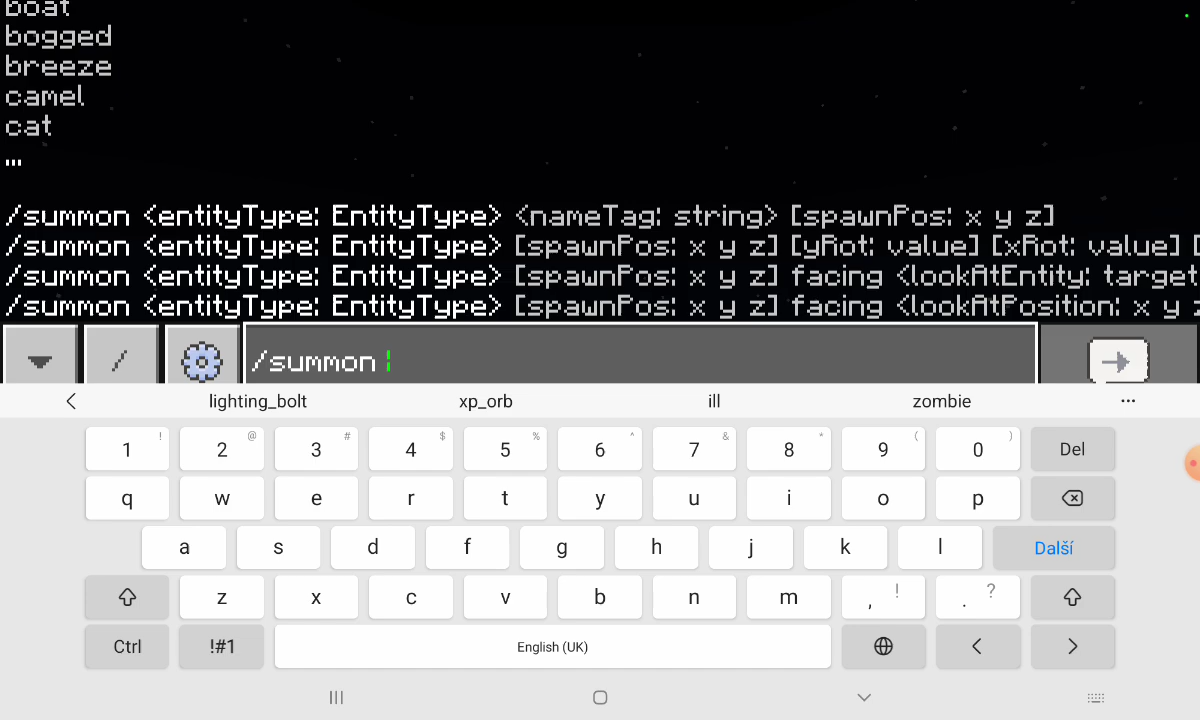 boat
bogged
breeze
camel
cat
...
/summon <entityType: EntityType> <nameTag: string> [spawnPos: x y z]
/summon <entityType: EntityType> [spawnPos: x y z] [yRot: value] [xRot: value] [
/summon <entityType: EntityType> [spawnPos: x y z] facing <lookAtEntity: target
/summon <entityType: EntityType> [spawnPos: x y z] facing <lookAtPosition: x y z
/ /summon
lighting_bolt xp_orb ill zombie ...
1 ! 2 @ 3 # 4 $ 5 % 6 ^ 7 & 8 * 9 ( 0 ) Del
q w e r t y u i o p
a s d f g h j k l Další
z x c v b n m , ! . ?
Ctrl !#1 English (UK) < >